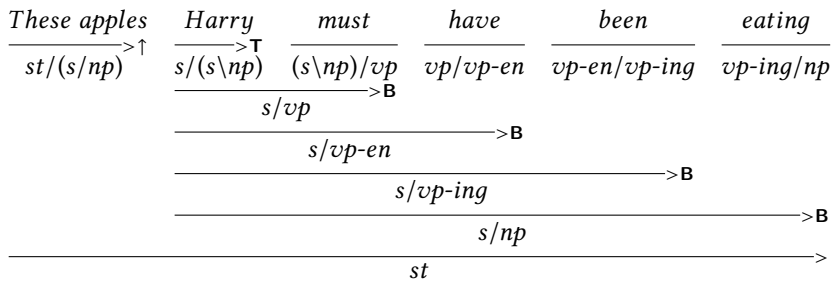 These apples Harry must have been eating
>↑ >T
st/(s/np) s/(s\np) (s\np)/vp vp/vp-en vp-en/vp-ing vp-ing/np
>B
s/vp
>B
s/vp-en
>B
s/vp-ing
>B
s/np
>
st